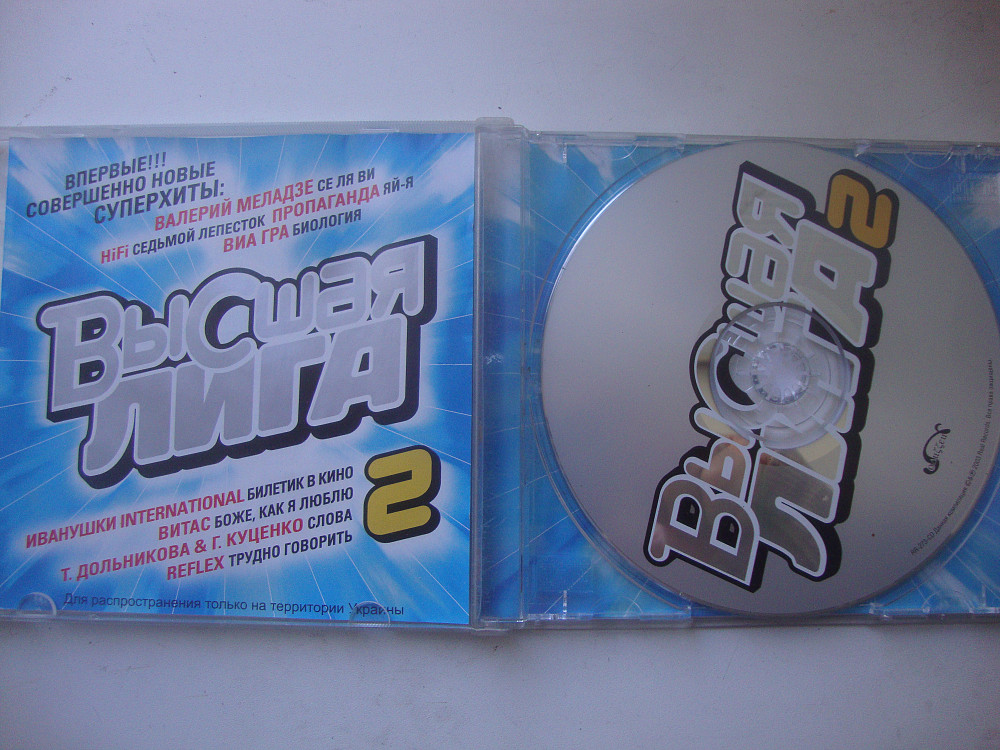 ВПЕРВЫЕ!!!
СОВЕРШЕННО НОВЫЕ
СУПЕРХИТЫ:
ВАЛЕРИЙ МЕЛАДЗЕ СЕ ЛЯ ВИ
HiFi СЕДЬМОЙ ЛЕПЕСТОК ПРОПАГАНДА ЯЙ-Я
ВИА ГРА БИОЛОГИЯ
ВЫСШАЯ
ЛИГА
2
ИВАНУШКИ INTERNATIONAL БИЛЕТИК В КИНО
ВИТАС БОЖЕ, КАК Я ЛЮБЛЮ
Т. ДОЛЬНИКОВА & Г. КУЦЕНКО СЛОВА
REFLEX ТРУДНО ГОВОРИТЬ
Для распространения только на территории Украины
ВЫСШАЯ
ЛИГА 2